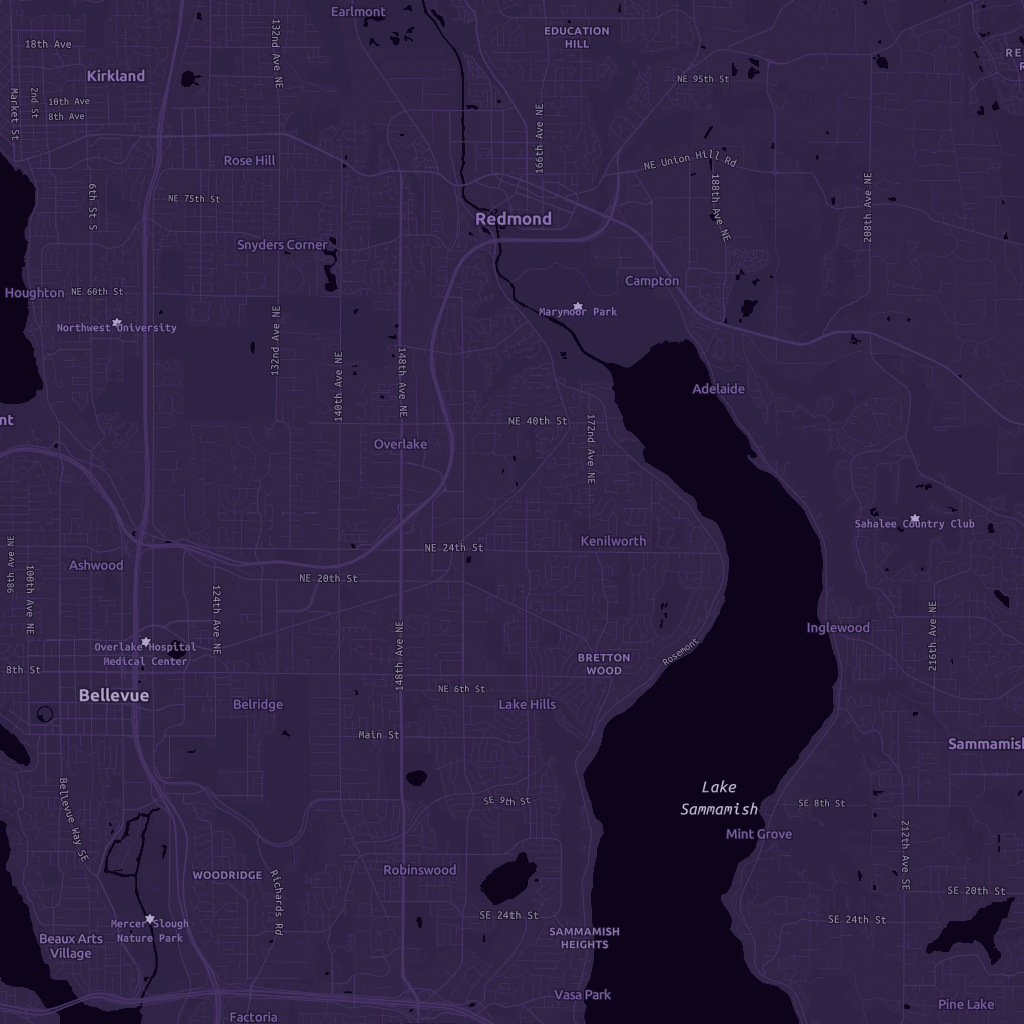 Earlmont
EDUCATION
HILL
18th Ave
132nd Ave NE
Kirkland
NE 95th St
Market St
2nd St
10th Ave
8th Ave
166th Ave NE
Rose Hill
NE Union Hill Rd
9th St S
NE 75th St
188th Ave NE
208th Ave NE
Redmond
Snyders Corner
Houghton
NE 60th St
Campton
Northwest University
Marymoor Park
132nd Ave NE
140th Ave NE
148th Ave NE
Adelaide
NE 40th St
172nd Ave NE
Overlake
Sahalee Country Club
98th Ave NE
100th Ave NE
Ashwood
NE 24th St
Kenilworth
NE 20th St
124th Ave NE
148th Ave NE
Inglewood
216th Ave NE
Overlake Hospital
Medical Center
8th St
BRETTON
WOOD
Rosemont
Bellevue
NE 6th St
Belridge
Lake Hills
Main St
Sammamish
Lake
Sammamish
Bellevue Way SE
SE 9th St
SE 8th St
Mint Grove
212th Ave SE
WOODRIDGE
Richards Rd
Robinswood
SE 20th St
Mercer Slough
Nature Park
SE 24th St
SE 24th St
Beaux Arts
Village
SAMMAMISH
HEIGHTS
Vasa Park
Pine Lake
Factoria